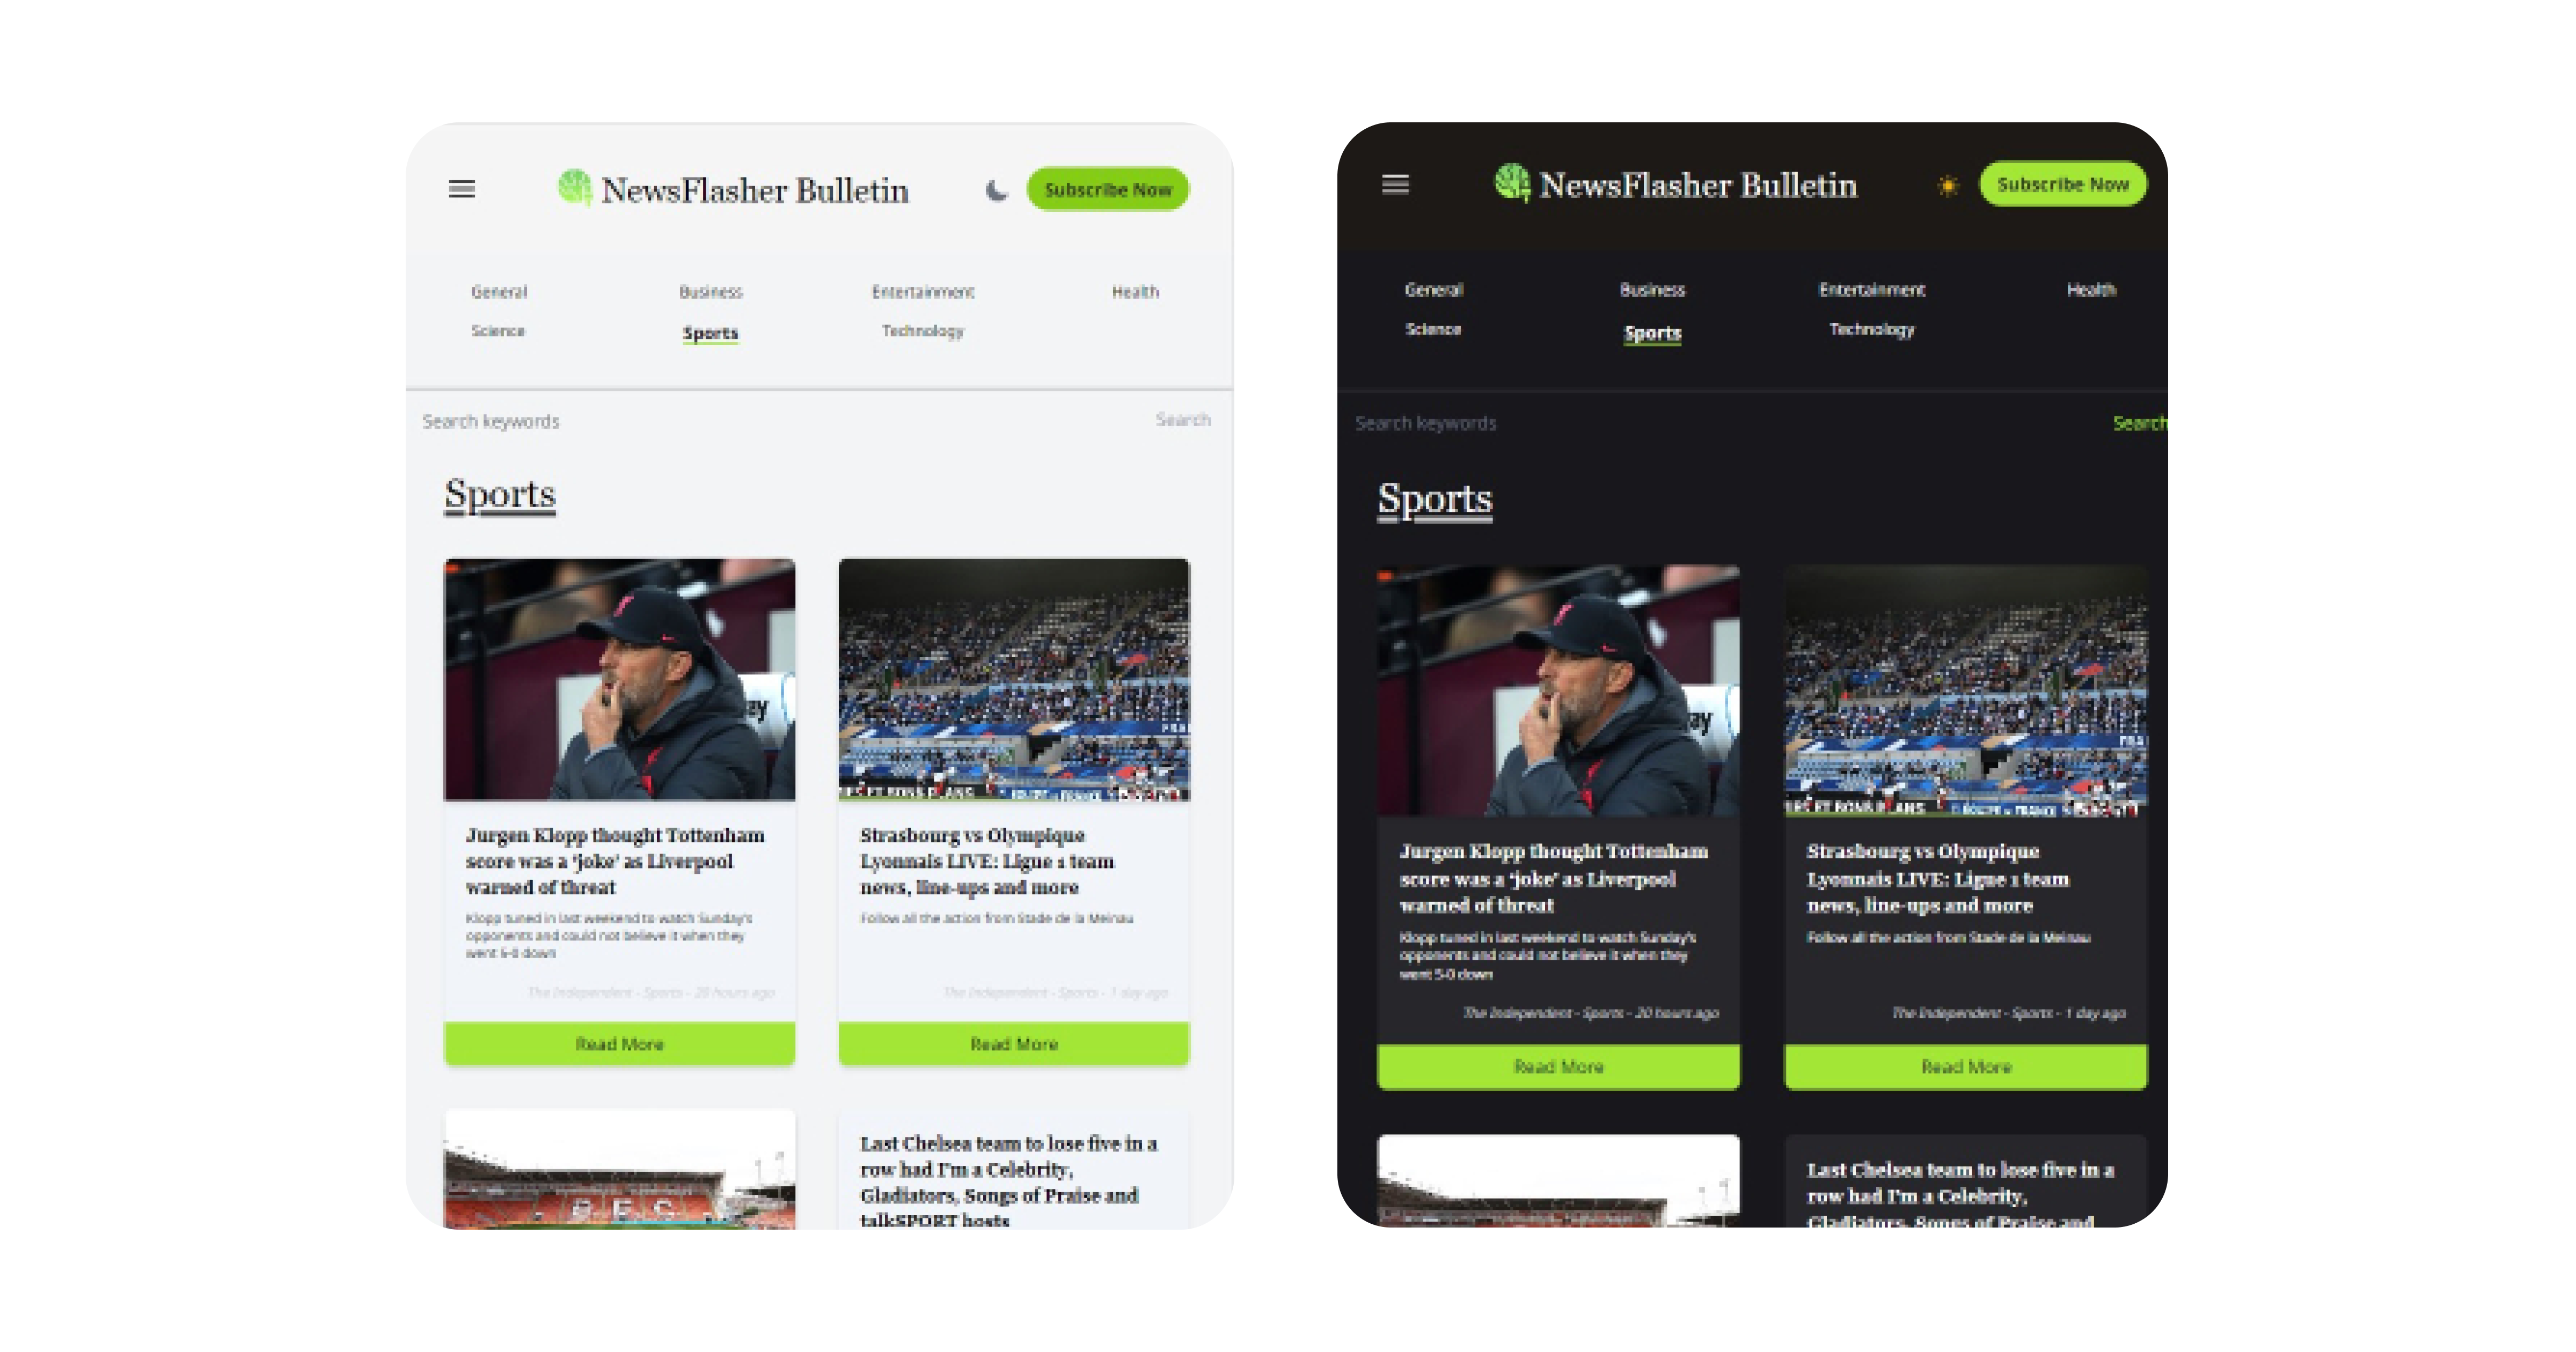 NewsFlasher Bulletin
Subscribe Now
General
Business
Entertainment
Health
Science
Sports
Technology
Search keywords
Search
Sports
ay
Jurgen Klopp thought Tottenham
score was a ‘joke’ as Liverpool
warned of threat
Klopp tuned in last weekend to watch Sunday's
opponents and could not believe it when they
went 5-0 down
The Independent - Sports - 20 hours ago
Read More
Strasbourg vs Olympique
Lyonnais LIVE: Ligue 1 team
news, line-ups and more
Follow all the action from Stade de la Meinau
The Independent - Sports - 1 day ago
Read More
Last Chelsea team to lose five in a
row had I’m a Celebrity,
Gladiators, Songs of Praise and
talkSPORT hosts
NewsFlasher Bulletin
Subscribe Now
General
Business
Entertainment
Health
Science
Sports
Technology
Search keywords
Search
Sports
ay
Jurgen Klopp thought Tottenham
score was a ‘joke’ as Liverpool
warned of threat
Klopp tuned in last weekend to watch Sunday's
opponents and could not believe it when they
went 5-0 down
The Independent - Sports - 20 hours ago
Read More
Strasbourg vs Olympique
Lyonnais LIVE: Ligue 1 team
news, line-ups and more
Follow all the action from Stade de la Meinau
The Independent - Sports - 1 day ago
Read More
Last Chelsea team to lose five in a
row had I’m a Celebrity,
Gladiators, Songs of Praise and